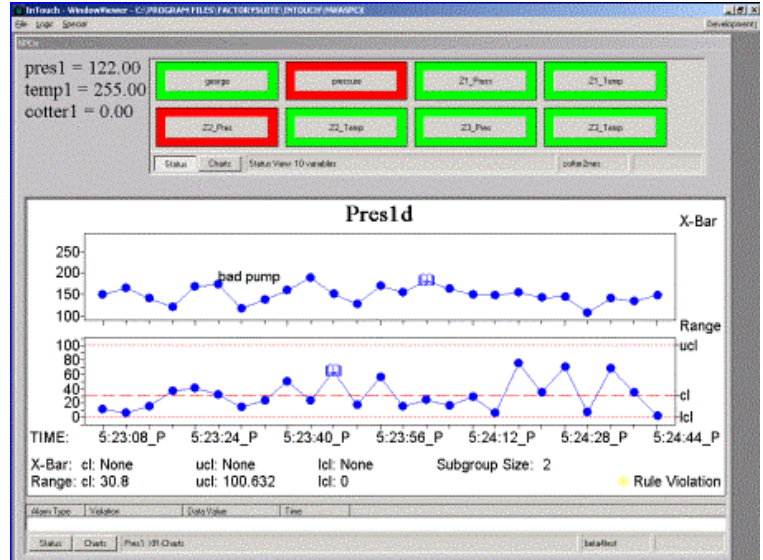 InTouch - WindowViewer - C:\PROGRAM FILES\FACTORYSUITE\INTOUCH\NWASPCX
File Logic Special
Development!
SPCx
pres1 = 122.00
temp1 = 255.00
cotter1 = 0.00
george pressure Z1_Press Z1_Temp
Z2_Pres Z2_Temp Z3_Pres Z3_Temp
Status Charts Status View: 10 variables
Pres1d
X-Bar
250
200
150
100
bad pump
Range
100
80
60
40
20
0
ucl
cl
lcl
TIME: 5:23:08_P 5:23:24_P 5:23:40_P 5:23:56_P 5:24:12_P 5:24:28_P 5:24:44_P
X-Bar: cl: None ucl: None lcl: None Subgroup Size: 2
Range: cl: 30.8 ucl: 100.632 lcl: 0 Rule Violation
Alarm Type Violation Data Value Time
Status Charts